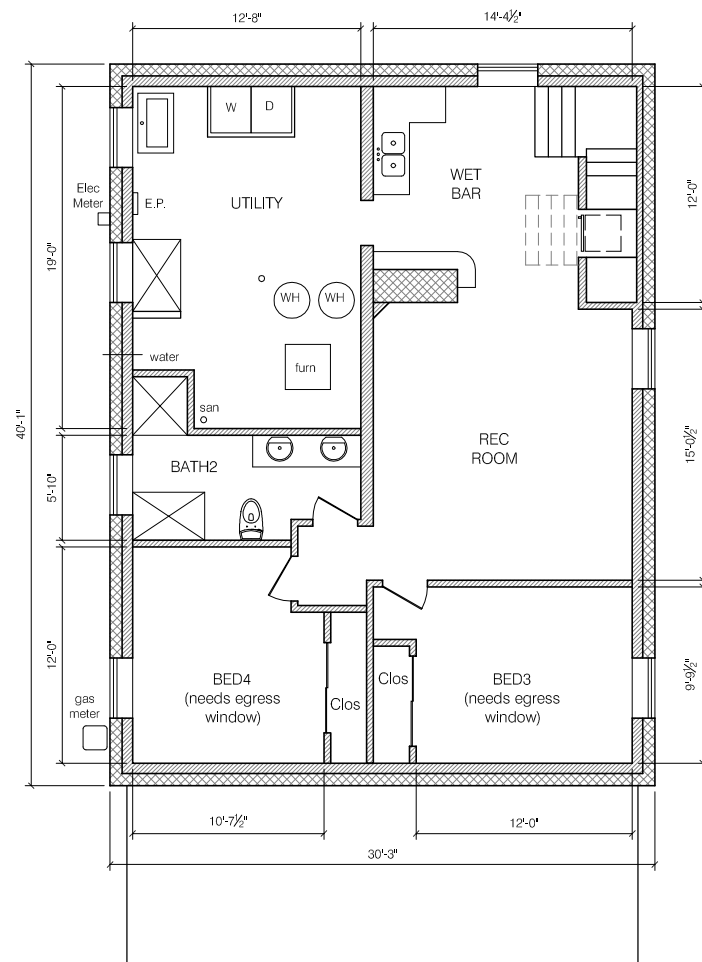 12'-8"
14'-4½"
W
D
WET
BAR
Elec
Meter
E.P.
UTILITY
12'-0"
19'-0"
WH
WH
water
furn
san
40'-1"
REC
ROOM
15'-0½"
BATH2
5'-10"
12'-0"
BED4
(needs egress
window)
Clos
Clos
BED3
(needs egress
window)
9'-9½"
gas
meter
10'-7½"
12'-0"
30'-3"